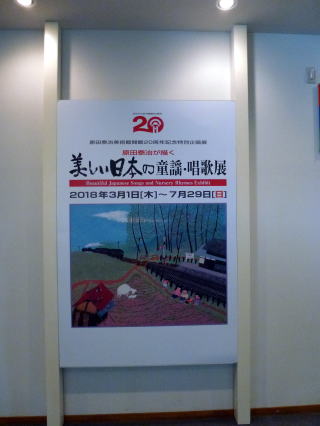 20
原田泰治美術館開館20周年記念特別企画展
原田泰治が描く
美しい日本の童謡・唱歌展
Beautiful Japanese Songs and Nursery Rhymes Exhibit
2018年3月1日[木]~7月29日[日]